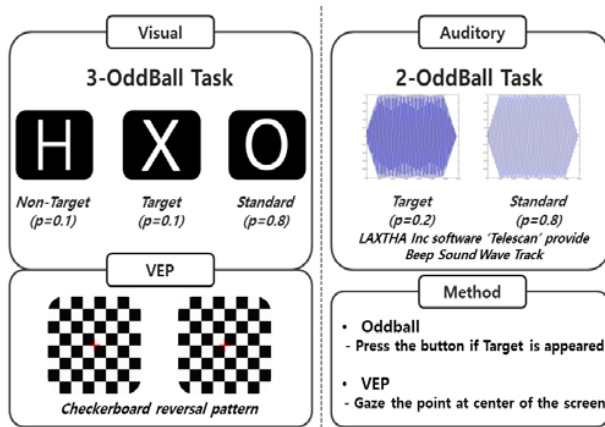 Visual
3-OddBall Task
H
X
O
Non-Target
(p=0.1)
Target
(p=0.1)
Standard
(p=0.8)
VEP
Checkerboard reversal pattern
Auditory
2-OddBall Task
Target
(p=0.2)
Standard
(p=0.8)
LAXTHA Inc software 'Telescan' provide
Beep Sound Wave Track
Method
• Oddball
- Press the button if Target is appeared
• VEP
- Gaze the point at center of the screen